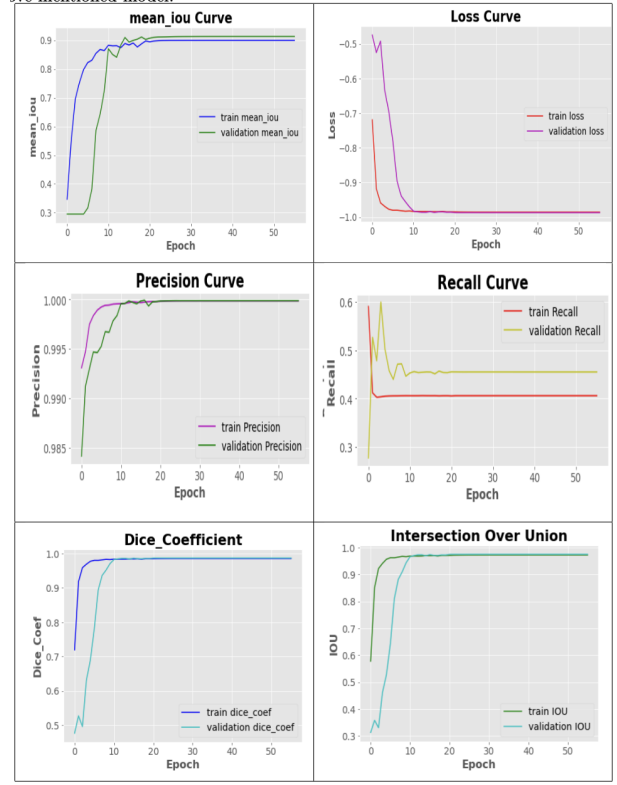 mentioned model.
mean_iou Curve
0.9
0.8
0.7
0.6
0.5
0.4
0.3
mean_iou
train mean_iou
validation mean_iou
0 10 20 30 40 50
Epoch
Loss Curve
−0.5
−0.6
−0.7
−0.8
−0.9
−1.0
Loss
train loss
validation loss
0 10 20 30 40 50
Epoch
Precision Curve
1.000
0.995
0.990
0.985
Precision
train Precision
validation Precision
0 10 20 30 40 50
Epoch
Recall Curve
0.6
0.5
0.4
0.3
Recall
train Recall
validation Recall
0 10 20 30 40 50
Epoch
Dice_Coefficient
1.0
0.9
0.8
0.7
0.6
0.5
Dice_Coef
train dice_coef
validation dice_coef
0 10 20 30 40 50
Epoch
Intersection Over Union
1.0
0.9
0.8
0.7
0.6
0.5
0.4
0.3
IOU
train IOU
validation IOU
0 10 20 30 40 50
Epoch